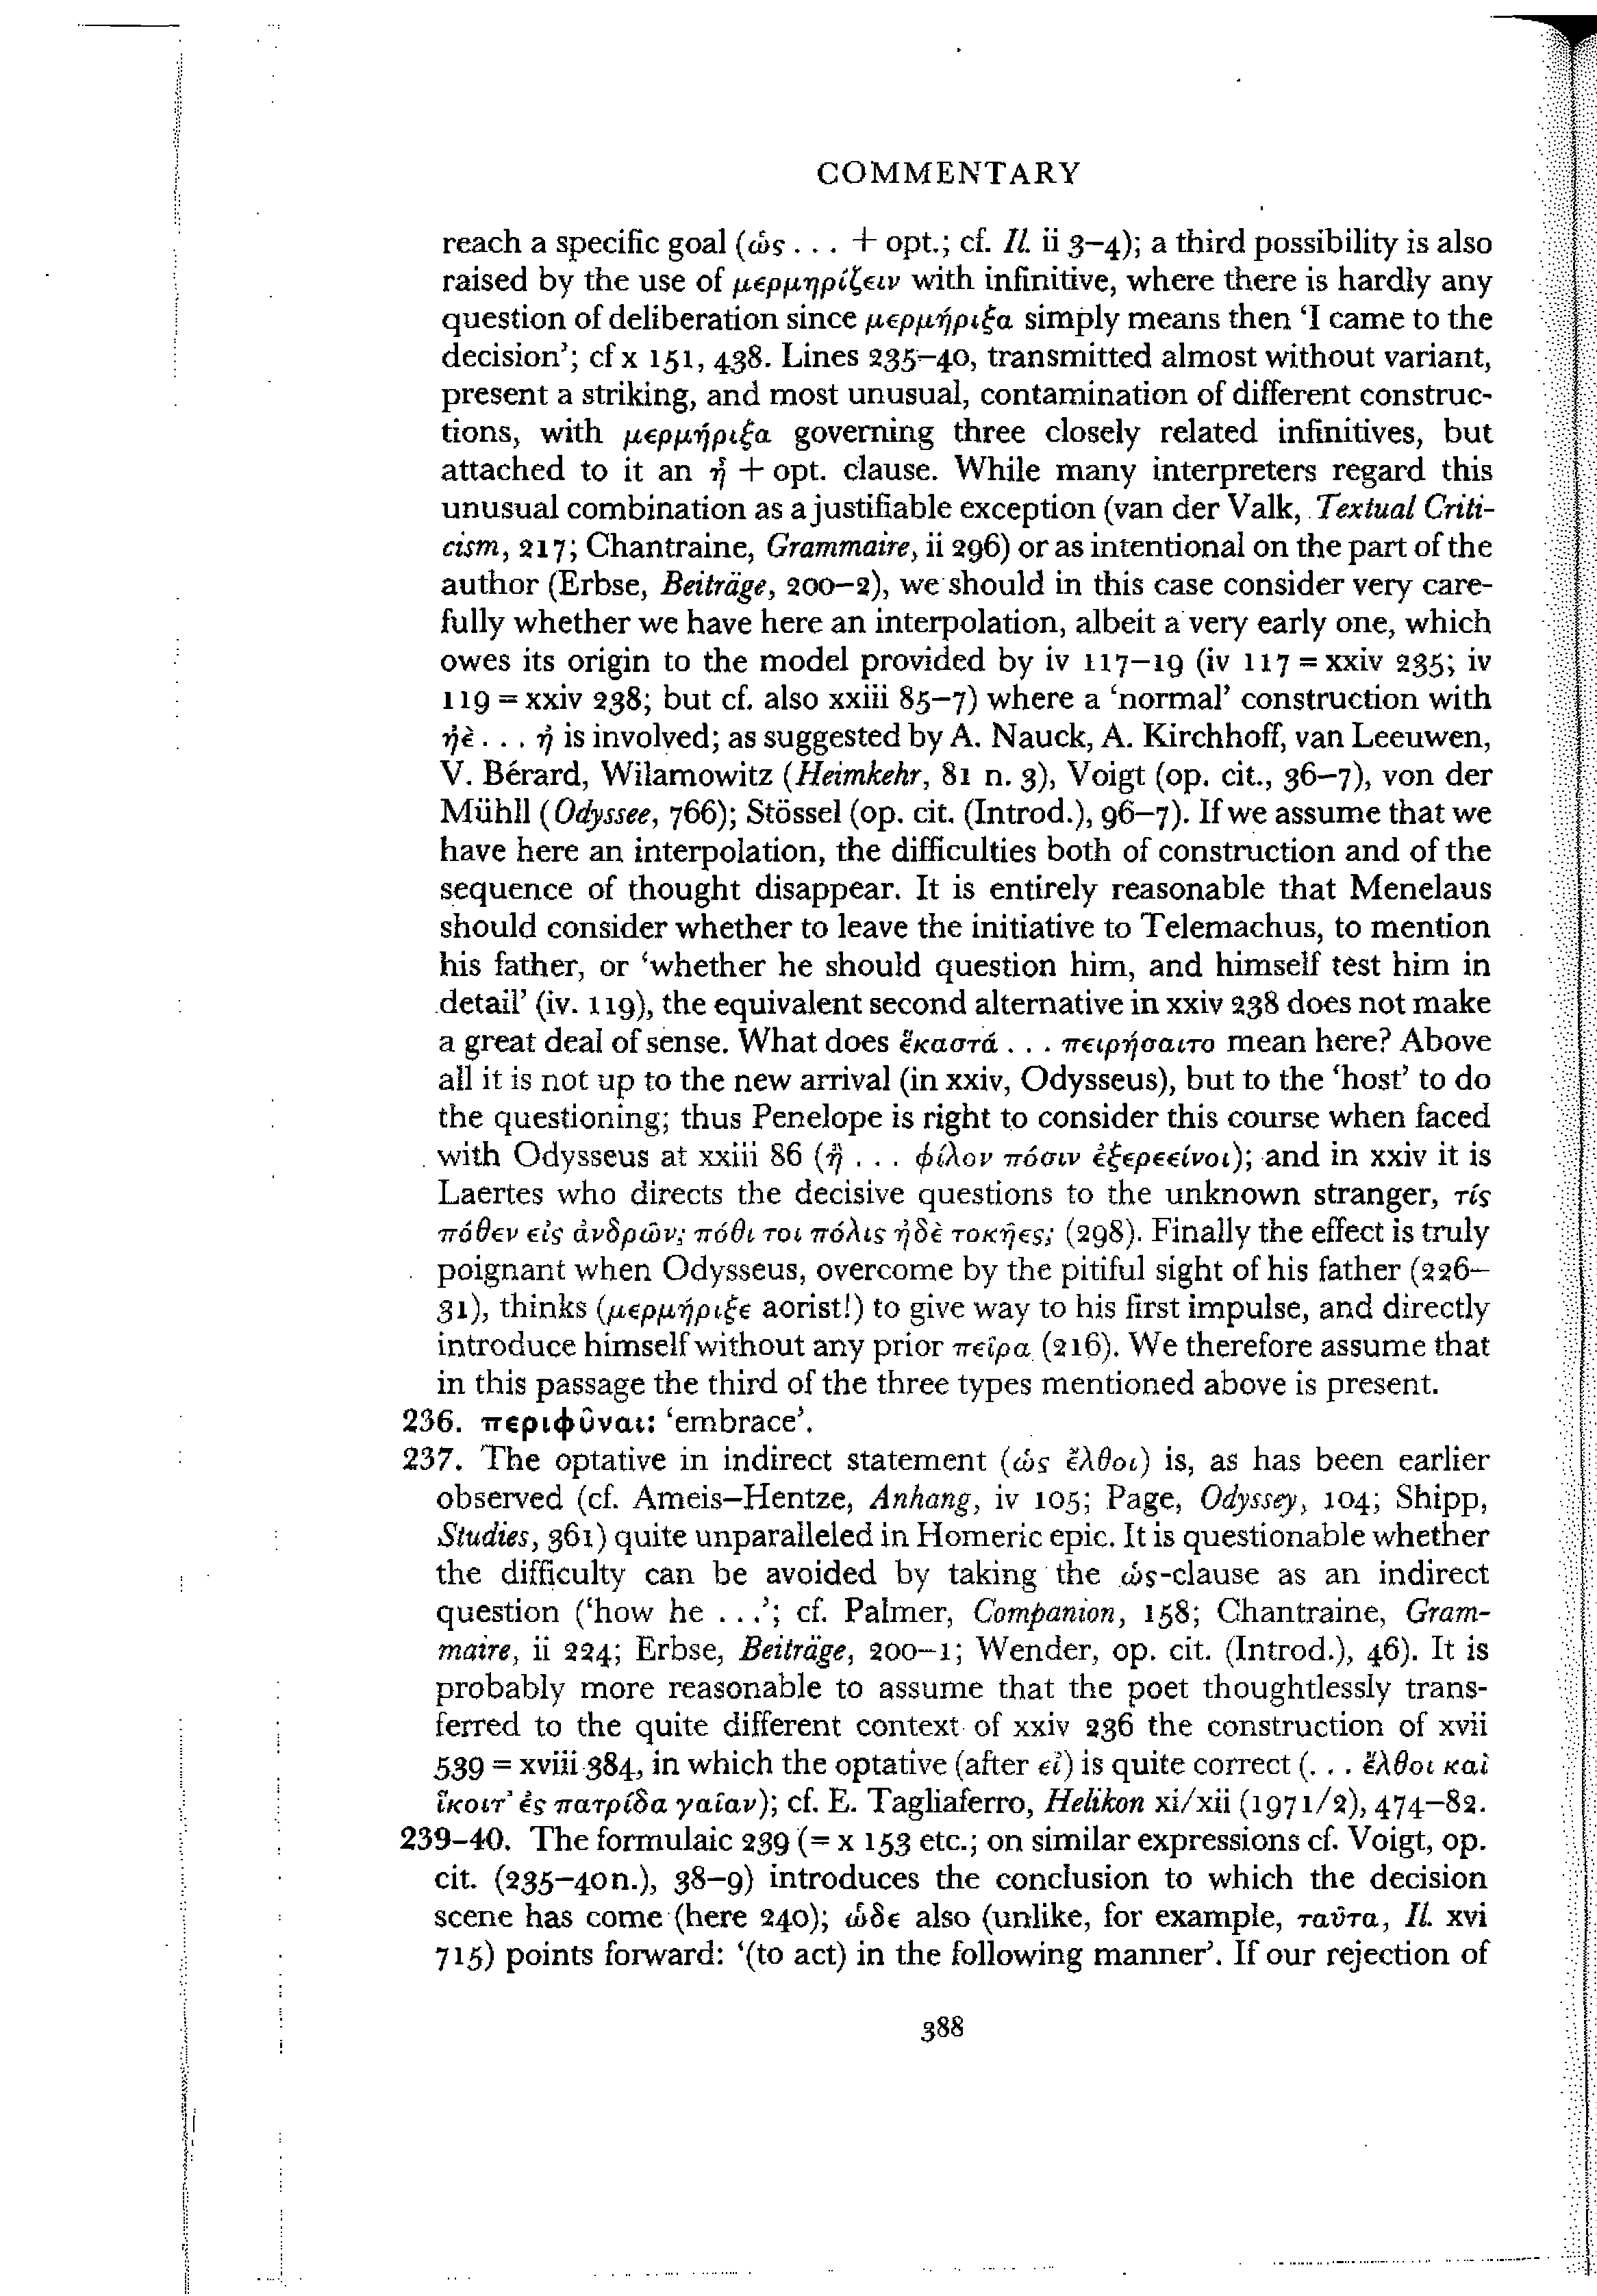 COMMENTARY
reach a specific goal (ὡς . . . + opt.; cf. Il. ii 3–4); a third possibility is also
raised by the use of μερμηρίζειν with infinitive, where there is hardly any
question of deliberation since μερμήριξα simply means then ‘I came to the
decision’; cf x 151, 438. Lines 235–40, transmitted almost without variant,
present a striking, and most unusual, contamination of different construc-
tions, with μερμήριξα governing three closely related infinitives, but
attached to it an ἦ + opt. clause. While many interpreters regard this
unusual combination as a justifiable exception (van der Valk, Textual Criti-
cism, 217; Chantraine, Grammaire, ii 296) or as intentional on the part of the
author (Erbse, Beiträge, 200–2), we should in this case consider very care-
fully whether we have here an interpolation, albeit a very early one, which
owes its origin to the model provided by iv 117–19 (iv 117 = xxiv 235; iv
119 = xxiv 238; but cf. also xxiii 85–7) where a ‘normal’ construction with
ἠὲ . . . ἦ is involved; as suggested by A. Nauck, A. Kirchhoff, van Leeuwen,
V. Bérard, Wilamowitz (Heimkehr, 81 n. 3), Voigt (op. cit., 36–7), von der
Mühll (Odyssee, 766); Stössel (op. cit. (Introd.), 96–7). If we assume that we
have here an interpolation, the difficulties both of construction and of the
sequence of thought disappear. It is entirely reasonable that Menelaus
should consider whether to leave the initiative to Telemachus, to mention
his father, or ‘whether he should question him, and himself test him in
detail’ (iv. 119), the equivalent second alternative in xxiv 238 does not make
a great deal of sense. What does ἕκαστά . . . πειρήσαιτο mean here? Above
all it is not up to the new arrival (in xxiv, Odysseus), but to the ‘host’ to do
the questioning; thus Penelope is right to consider this course when faced
with Odysseus at xxiii 86 (ἢ . . . φίλον πόσιν ἐξερεείνοι); and in xxiv it is
Laertes who directs the decisive questions to the unknown stranger, τίς
πόθεν εἰς ἀνδρῶν; πόθι τοι πόλις ἠδὲ τοκῆες; (298). Finally the effect is truly
poignant when Odysseus, overcome by the pitiful sight of his father (226–
31), thinks (μερμήριξε aorist!) to give way to his first impulse, and directly
introduce himself without any prior πεῖρα (216). We therefore assume that
in this passage the third of the three types mentioned above is present.
236. περιφῦναι: ‘embrace’.
237. The optative in indirect statement (ὡς ἔλθοι) is, as has been earlier
observed (cf. Ameis–Hentze, Anhang, iv 105; Page, Odyssey, 104; Shipp,
Studies, 361) quite unparalleled in Homeric epic. It is questionable whether
the difficulty can be avoided by taking the ὡς-clause as an indirect
question (‘how he . . .’; cf. Palmer, Companion, 158; Chantraine, Gram-
maire, ii 224; Erbse, Beiträge, 200–1; Wender, op. cit. (Introd.), 46). It is
probably more reasonable to assume that the poet thoughtlessly trans-
ferred to the quite different context of xxiv 236 the construction of xvii
539 = xviii 384, in which the optative (after εἰ) is quite correct (. . . ἔλθοι καὶ
ἵκοιτ’ ἐς πατρίδα γαῖαν); cf. E. Tagliaferro, Helikon xi/xii (1971/2), 474–82.
239–40. The formulaic 239 (= x 153 etc.; on similar expressions cf. Voigt, op.
cit. (235–40 n.), 38–9) introduces the conclusion to which the decision
scene has come (here 240); ὧδε also (unlike, for example, ταῦτα, Il. xvi
715) points forward: ‘(to act) in the following manner’. If our rejection of
388